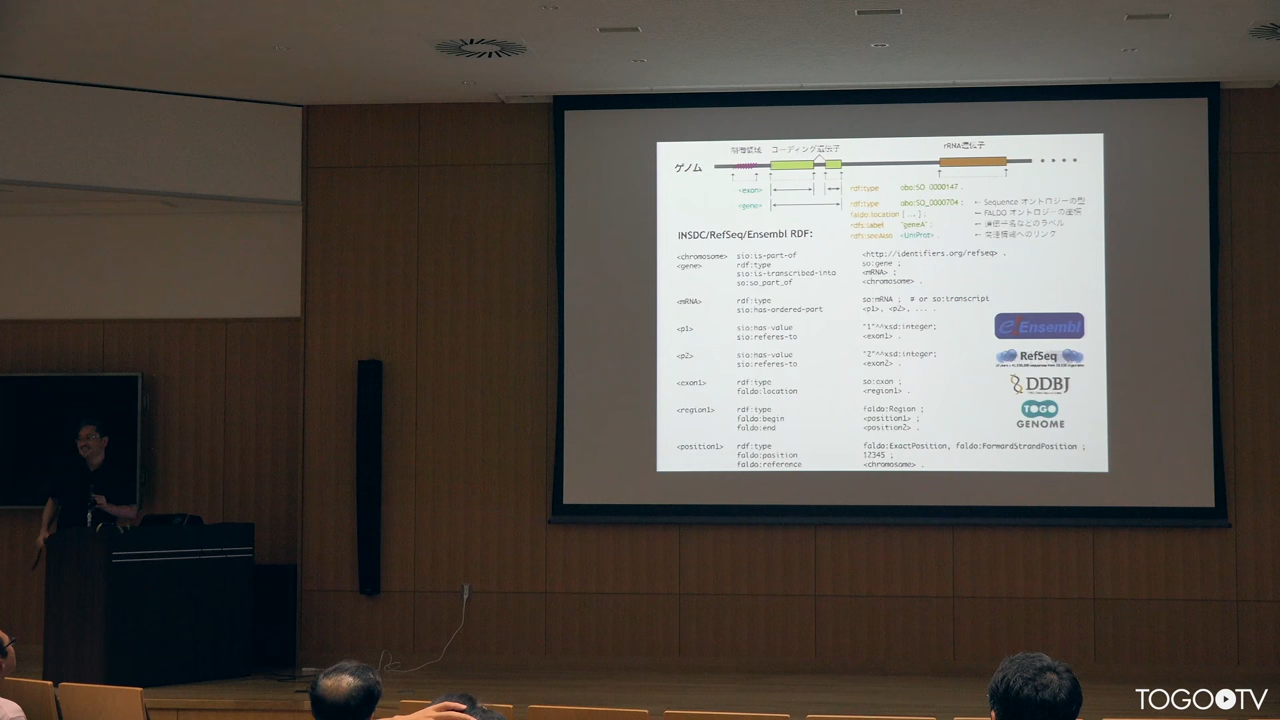 制御領域 コーディング遺伝子 rRNA遺伝子
ゲノム
<exon> rdf:type obo:SO_0000147 .
<gene> rdf:type obo:SO_0000704 ; ← Sequence オントロジーの型
faldo:location [ ... ] ; ← FALDO オントロジーの座標
rdfs:label "geneA" ; ← 遺伝子名などのラベル
rdfs:seeAlso <UniProt> . ← 関連情報へのリンク
INSDC/RefSeq/Ensembl RDF:
<chromosome> sio:is-part-of <http://identifiers.org/refseq> .
<gene> rdf:type so:gene ;
sio:is-transcribed-into <mRNA> ;
so:so_part_of <chromosome> .
<mRNA> rdf:type so:mRNA ; # or so:transcript
sio:has-ordered-part <p1>, <p2>, ... .
<p1> sio:has-value "1"^^xsd:integer;
sio:referes-to <exon1> .
<p2> sio:has-value "2"^^xsd:integer;
sio:referes-to <exon2> .
<exon1> rdf:type so:exon ;
faldo:location <region1> .
<region1> rdf:type faldo:Region ;
faldo:begin <position1> ;
faldo:end <position2> .
<position1> rdf:type faldo:ExactPosition, faldo:ForwardStrandPosition ;
faldo:position 12345 ;
faldo:reference <chromosome> .
e!Ensembl
RefSeq
DDBJ
TOGO
GENOME
TOGOTV